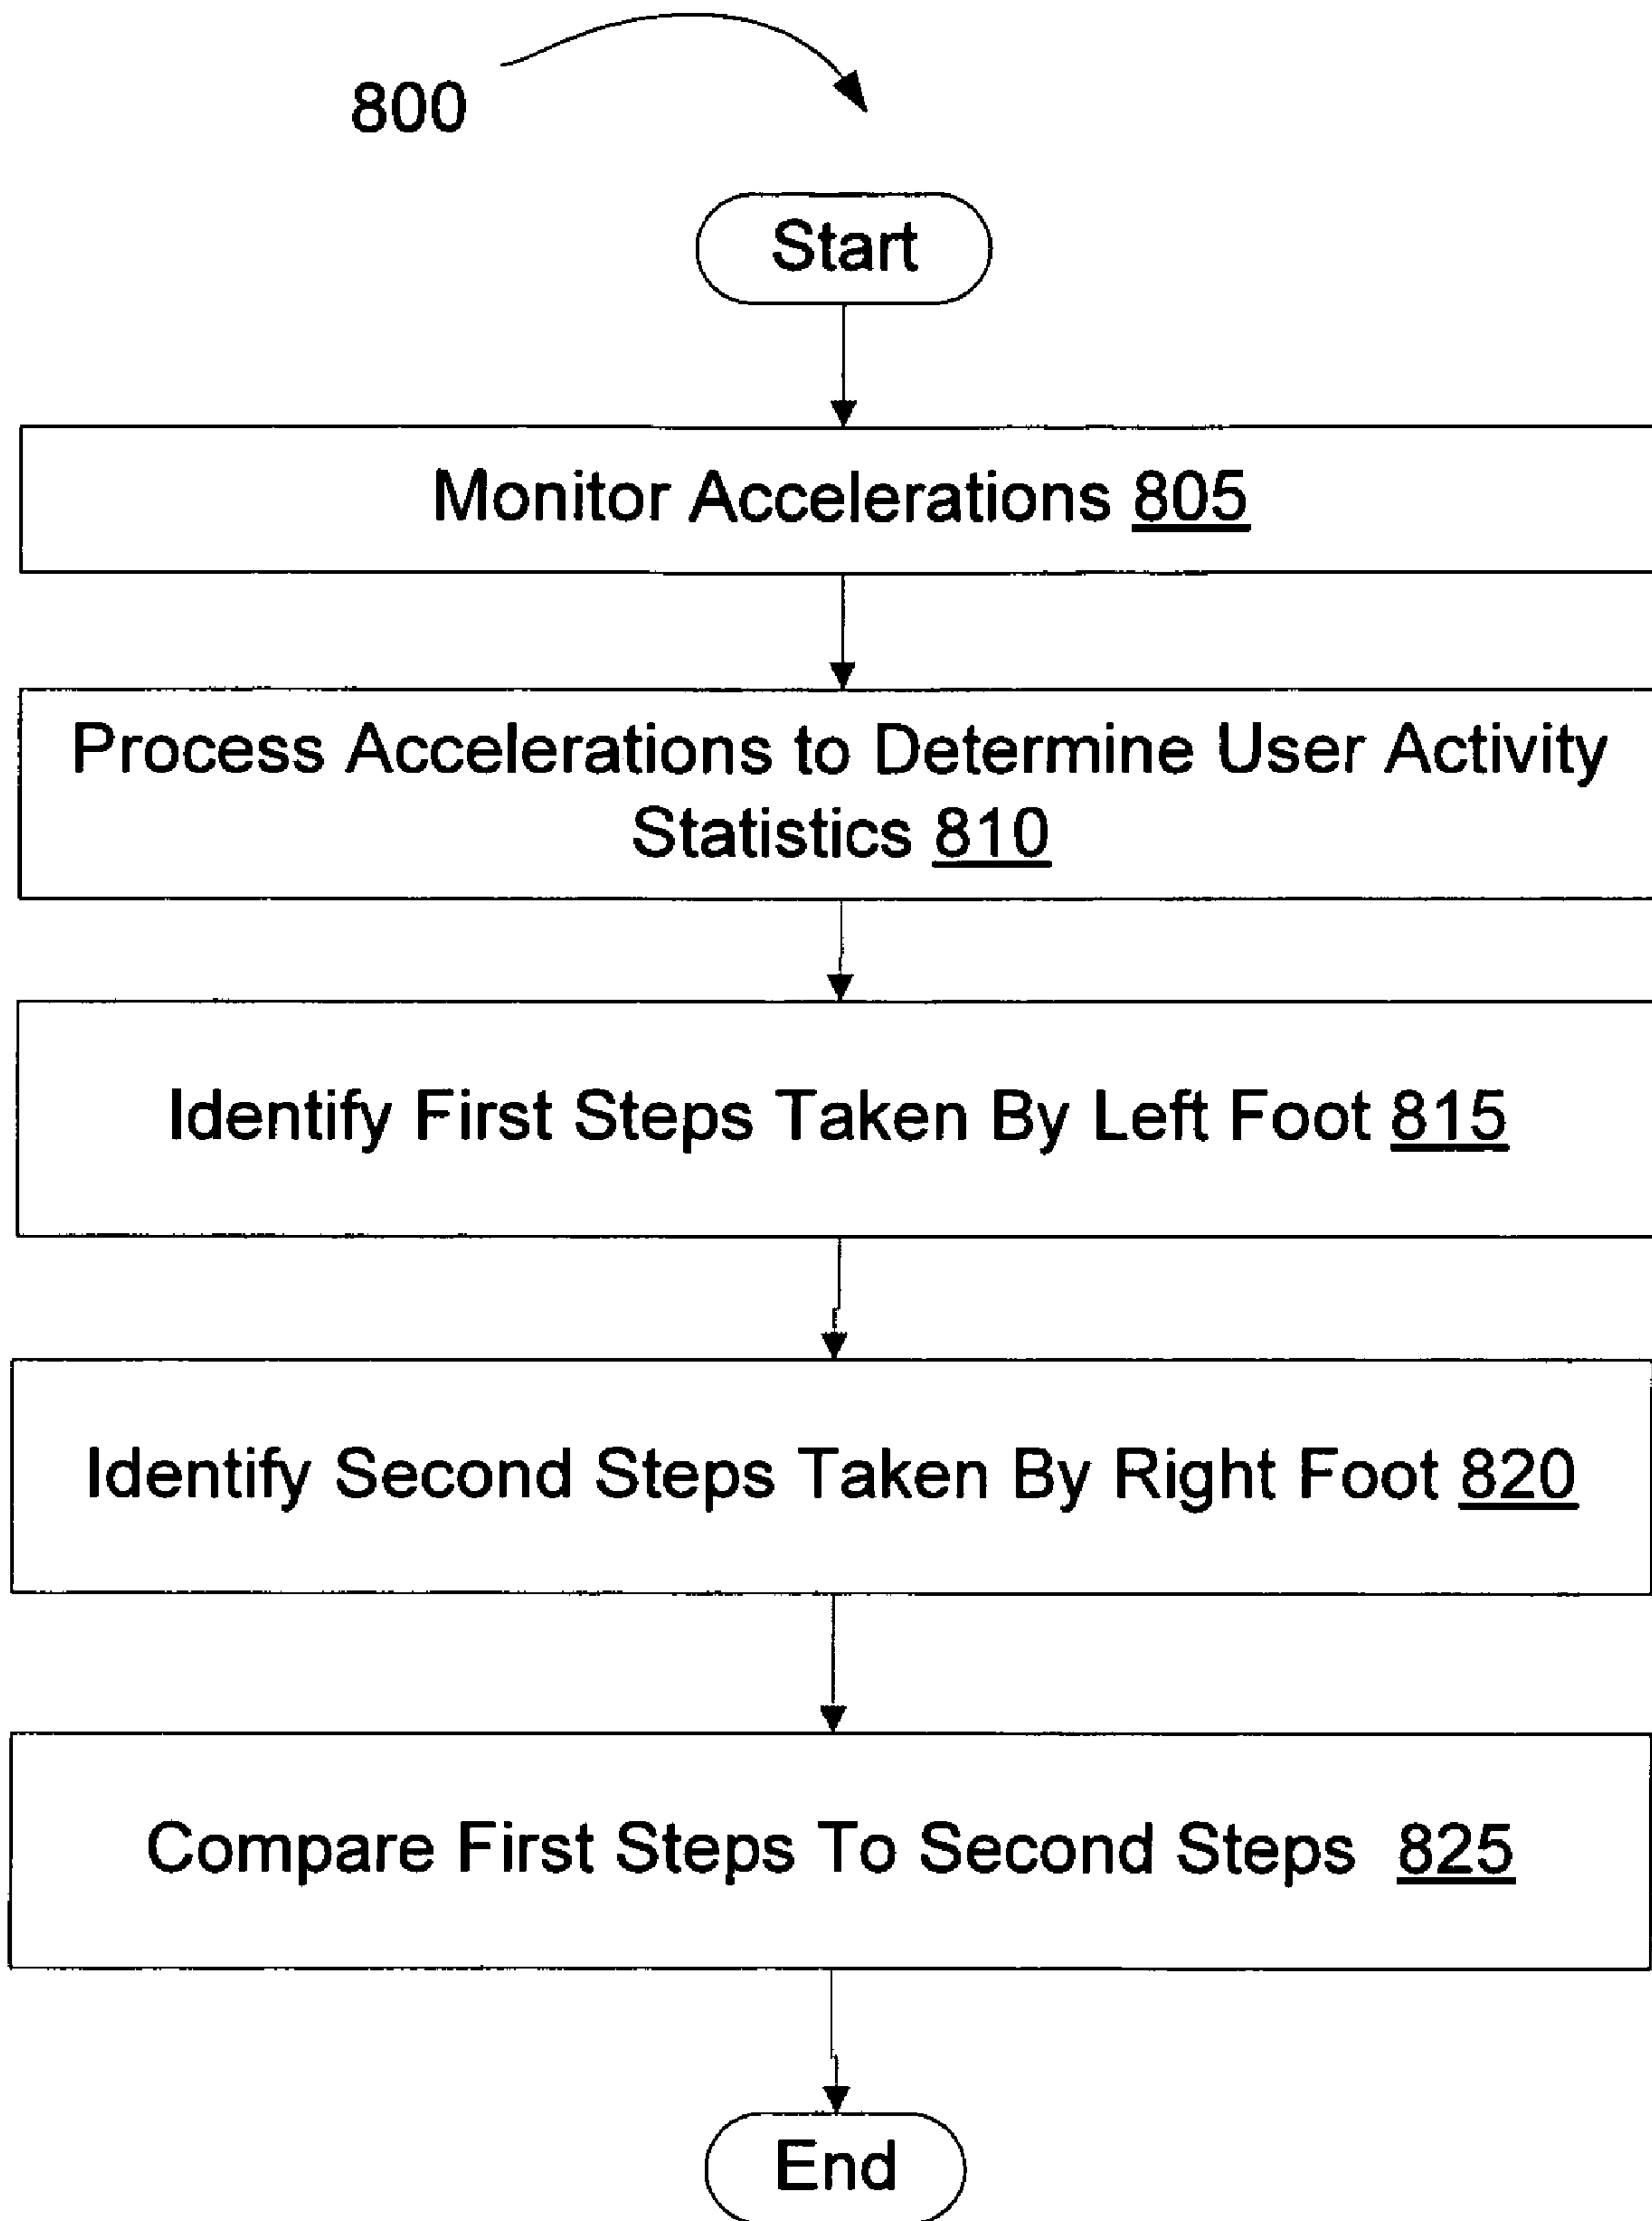 800
Start
Monitor Accelerations 805
Process Accelerations to Determine User Activity
Statistics 810
Identify First Steps Taken By Left Foot 815
Identify Second Steps Taken By Right Foot 820
Compare First Steps To Second Steps 825
End